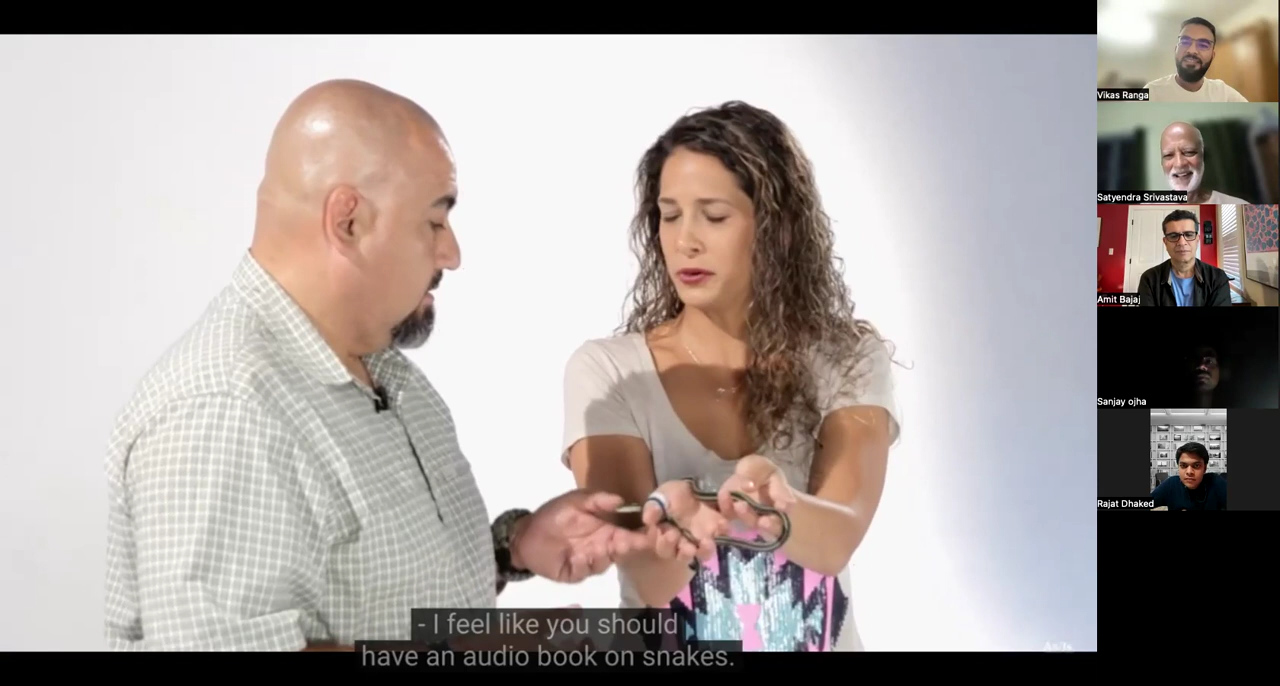 - I feel like you should
have an audio book on snakes.
Vikas Ranga
Satyendra Srivastava
Amit Bajaj
Sanjay ojha
Rajat Dhaked